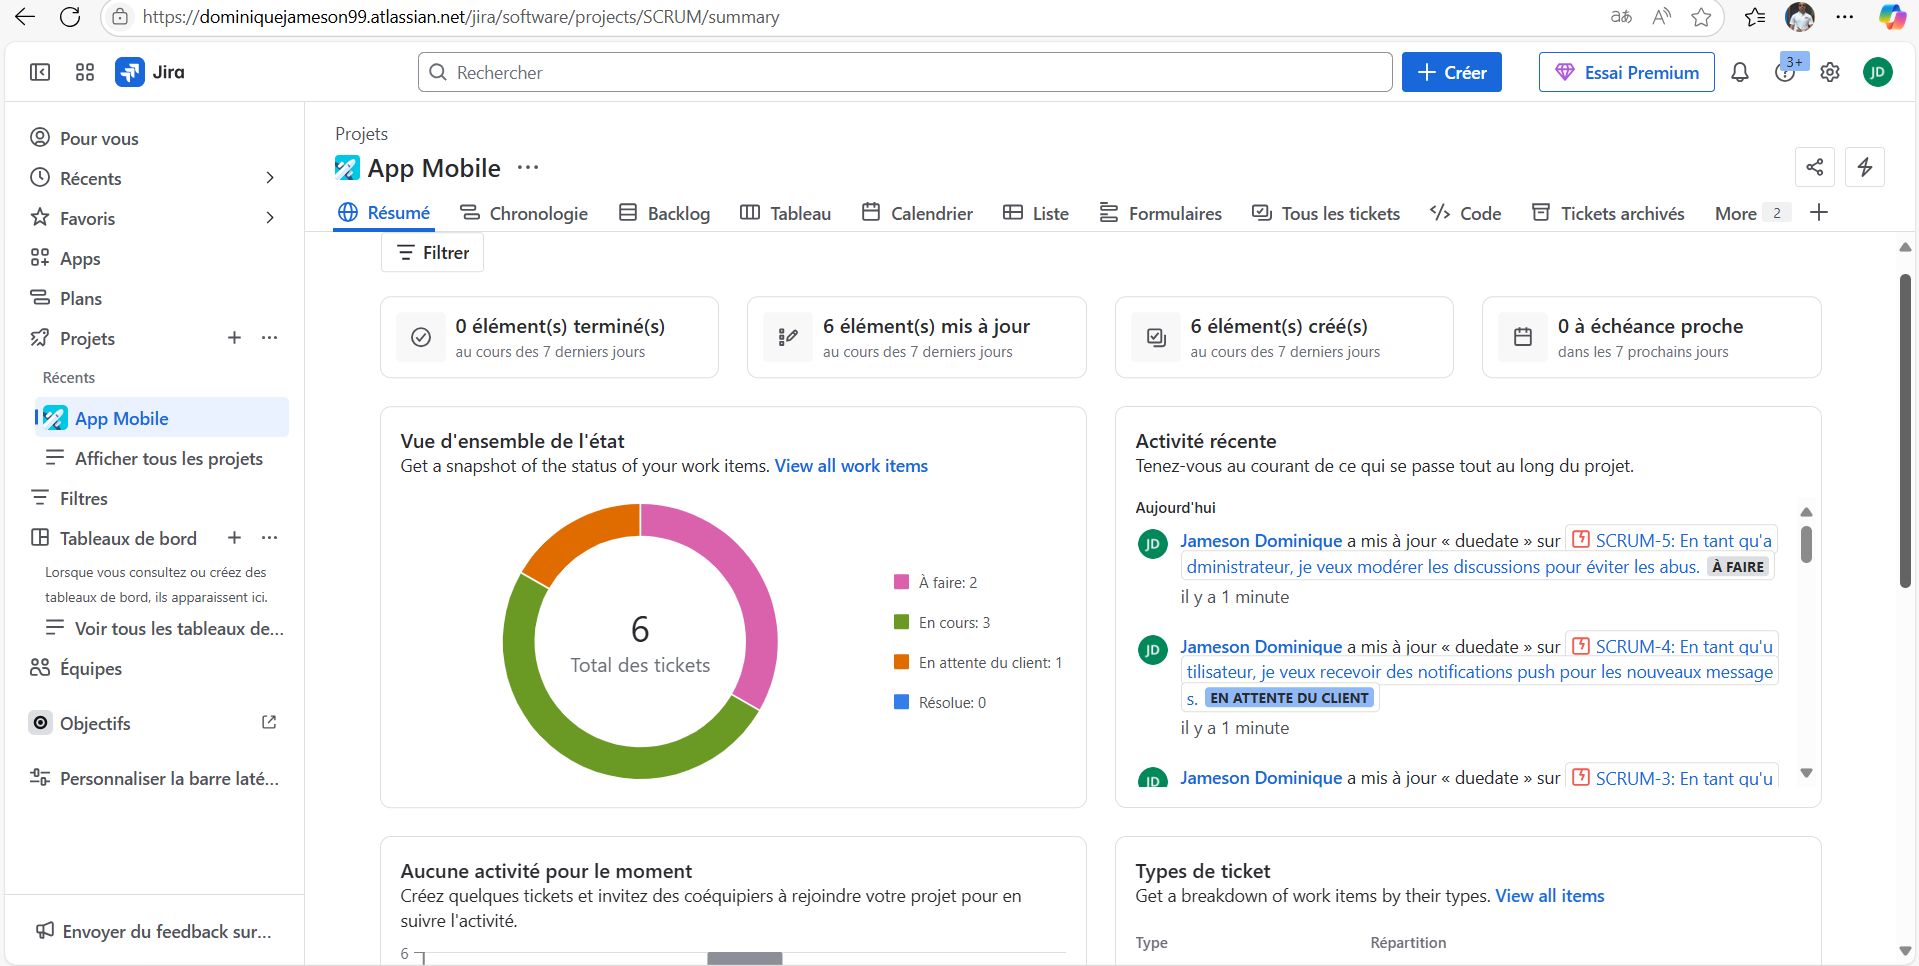 https://dominiquejameson99.atlassian.net/jira/software/projects/SCRUM/summary
Jira
Rechercher
Créer
Essai Premium
3+
JD
Pour vous
Récents
Favoris
Apps
Plans
Projets
Récents
App Mobile
Afficher tous les projets
Filtres
Tableaux de bord
Lorsque vous consultez ou créez des
tableaux de bord, ils apparaissent ici.
Voir tous les tableaux de...
Équipes
Objectifs
Personnaliser la barre laté...
Envoyer du feedback sur...
Projets
App Mobile
Résumé
Chronologie
Backlog
Tableau
Calendrier
Liste
Formulaires
Tous les tickets
Code
Tickets archivés
More 2
Filtrer
0 élément(s) terminé(s)
au cours des 7 derniers jours
6 élément(s) mis à jour
au cours des 7 derniers jours
6 élément(s) créé(s)
au cours des 7 derniers jours
0 à échéance proche
dans les 7 prochains jours
Vue d'ensemble de l'état
Get a snapshot of the status of your work items. View all work items
6
Total des tickets
À faire: 2
En cours: 3
En attente du client: 1
Résolue: 0
Activité récente
Tenez-vous au courant de ce qui se passe tout au long du projet.
Aujourd'hui
JD
Jameson Dominique a mis à jour « duedate » sur SCRUM-5: En tant qu'a
dministrateur, je veux modérer les discussions pour éviter les abus. À FAIRE
il y a 1 minute
JD
Jameson Dominique a mis à jour « duedate » sur SCRUM-4: En tant qu'u
tilisateur, je veux recevoir des notifications push pour les nouveaux message
s. EN ATTENTE DU CLIENT
il y a 1 minute
JD
Jameson Dominique a mis à jour « duedate » sur SCRUM-3: En tant qu'u
Aucune activité pour le moment
Créez quelques tickets et invitez des coéquipiers à rejoindre votre projet pour en
suivre l'activité.
6
Types de ticket
Get a breakdown of work items by their types. View all items
Type
Répartition